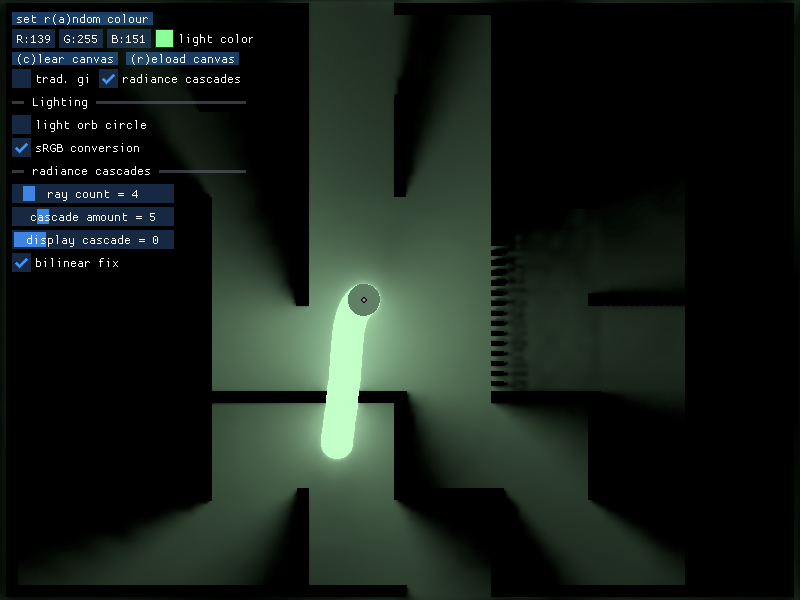 set r(a)ndom colour
R:139 G:255 B:151 light color
(c)lear canvas (r)eload canvas
trad. gi radiance cascades
Lighting
light orb circle
sRGB conversion
radiance cascades
ray count = 4
cascade amount = 5
display cascade = 0
bilinear fix